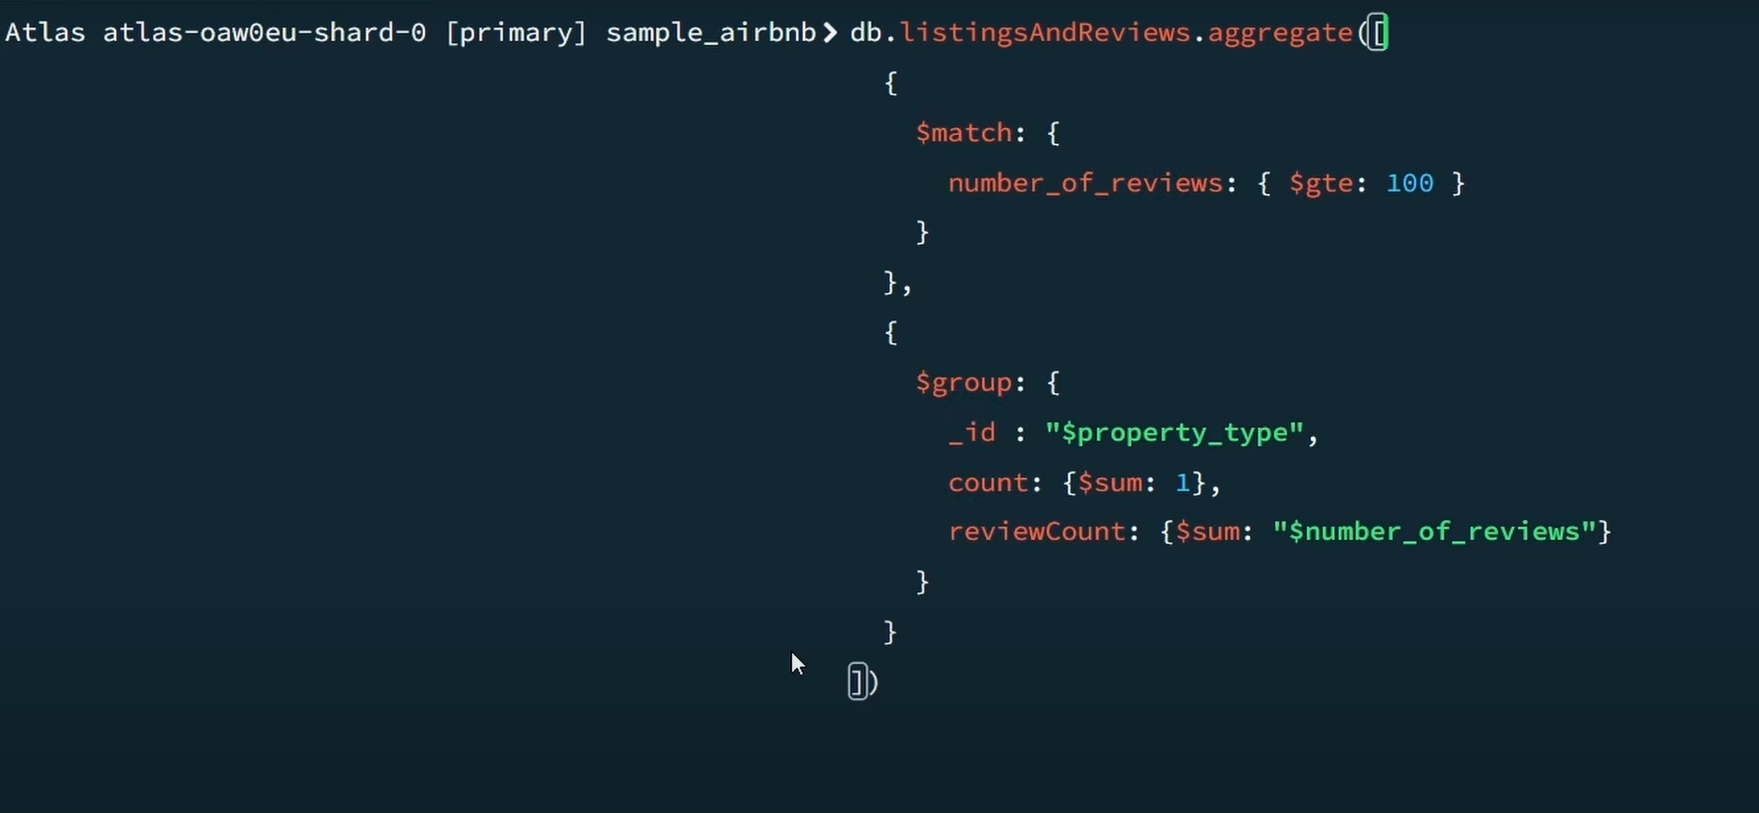 Atlas atlas-oaw0eu-shard-0 [primary] sample_airbnb> db.listingsAndReviews.aggregate([
{
$match: {
number_of_reviews: { $gte: 100 }
}
},
{
$group: {
_id : "$property_type",
count: {$sum: 1},
reviewCount: {$sum: "$number_of_reviews"}
}
}
])